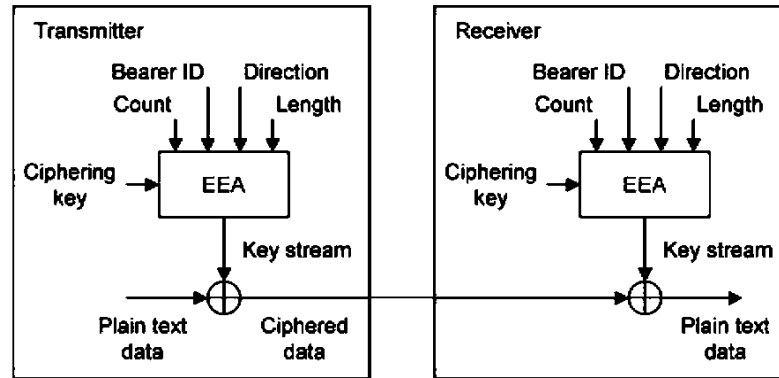 Transmitter
Bearer ID Direction
Count Length
Ciphering
key
EEA
Key stream
Plain text
data
Ciphered
data
Receiver
Bearer ID Direction
Count Length
Ciphering
key
EEA
Key stream
Plain text
data